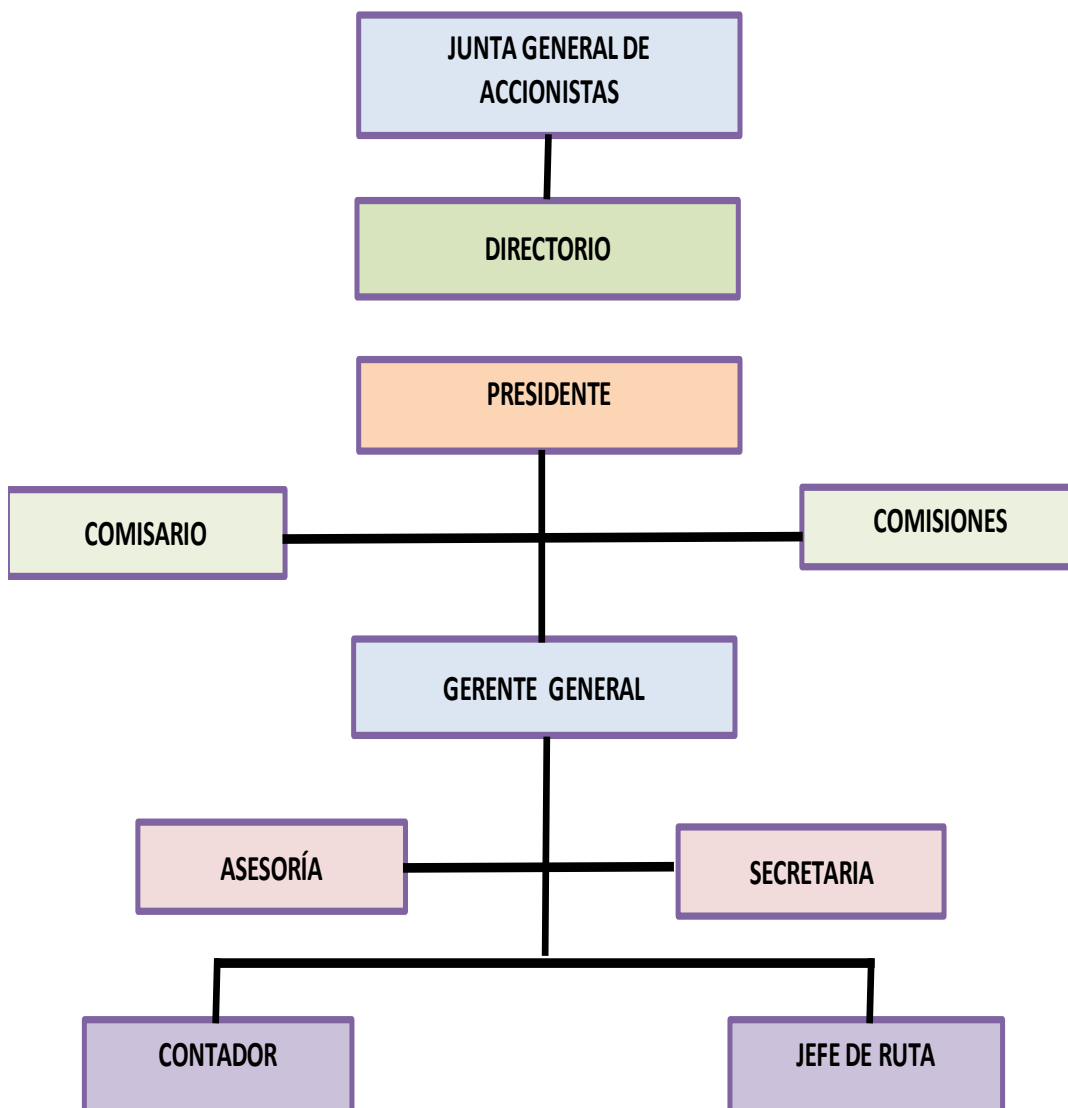 JUNTA GENERAL DE
ACCIONISTAS
DIRECTORIO
PRESIDENTE
COMISARIO
COMISIONES
GERENTE GENERAL
ASESORÍA
SECRETARIA
CONTADOR
JEFE DE RUTA